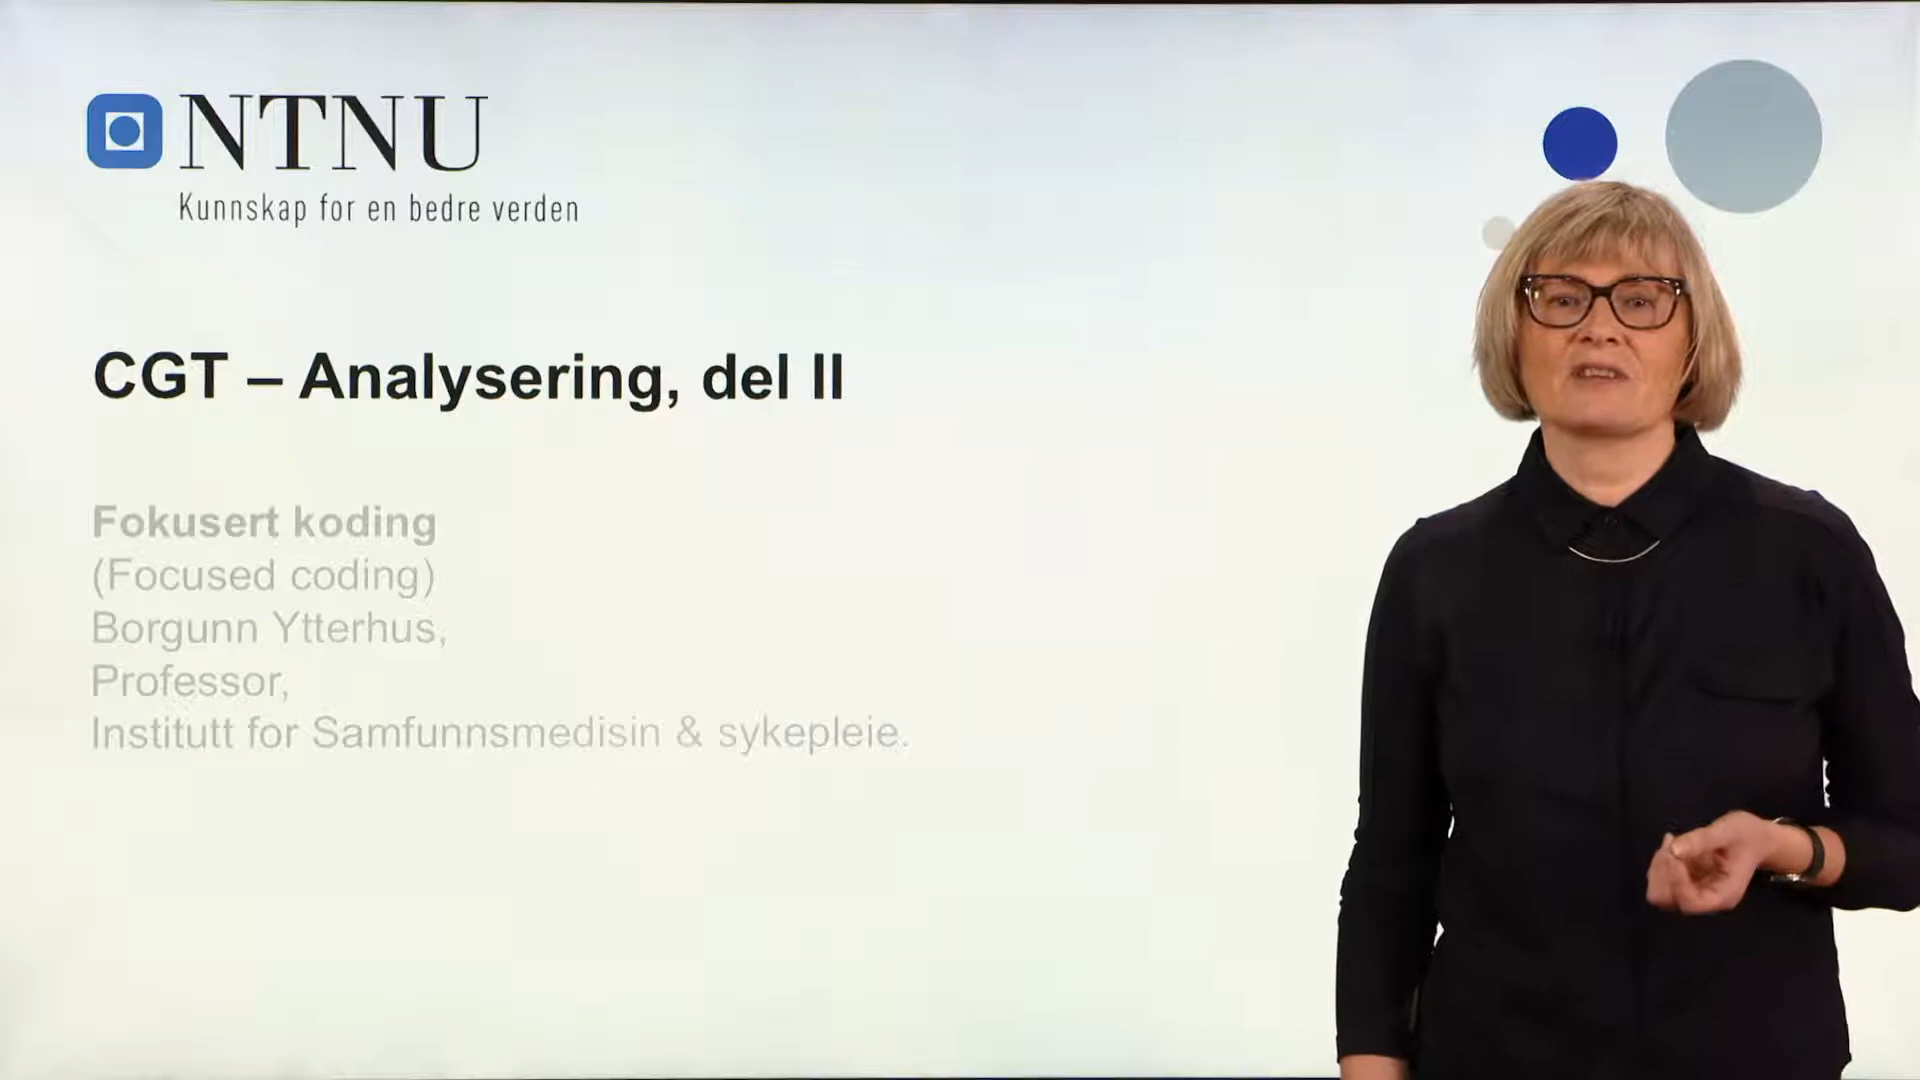 NTNU
Kunnskap for en bedre verden
CGT – Analysering, del II
Fokusert koding
(Focused coding)
Borgunn Ytterhus,
Professor,
Institutt for Samfunnsmedisin & sykepleie.